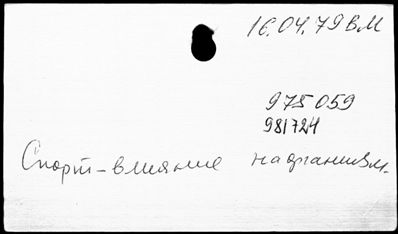 16.04.79 ВМ
975059
981724
Спорт - влияние на организм.